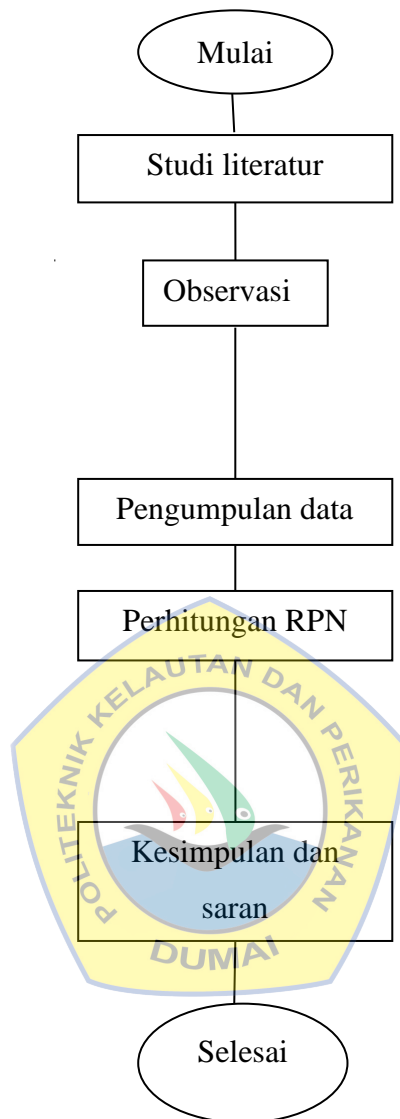 Mulai
Studi literatur
Observasi
Pengumpulan data
Perhitungan RPN
POLITEKNIK KELAUTAN DAN PERIKANAN
Kesimpulan dan
saran
DUMAI
Selesai